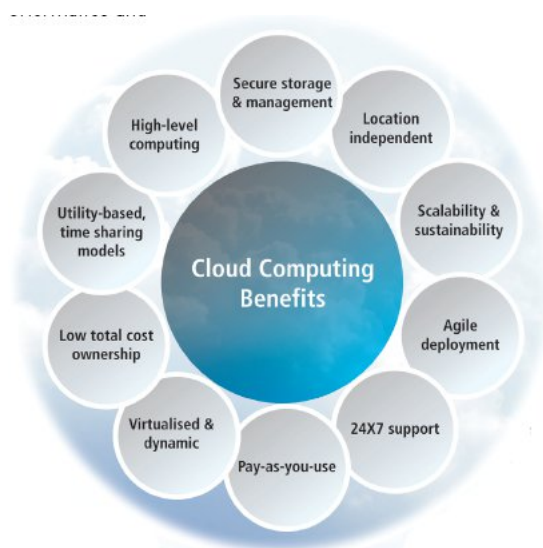 Cloud Computing
Benefits
Secure storage
& management
Location
independent
Scalability &
sustainability
Agile
deployment
24X7 support
Pay-as-you-use
Virtualised &
dynamic
Low total cost
ownership
Utility-based,
time sharing
models
High-level
computing